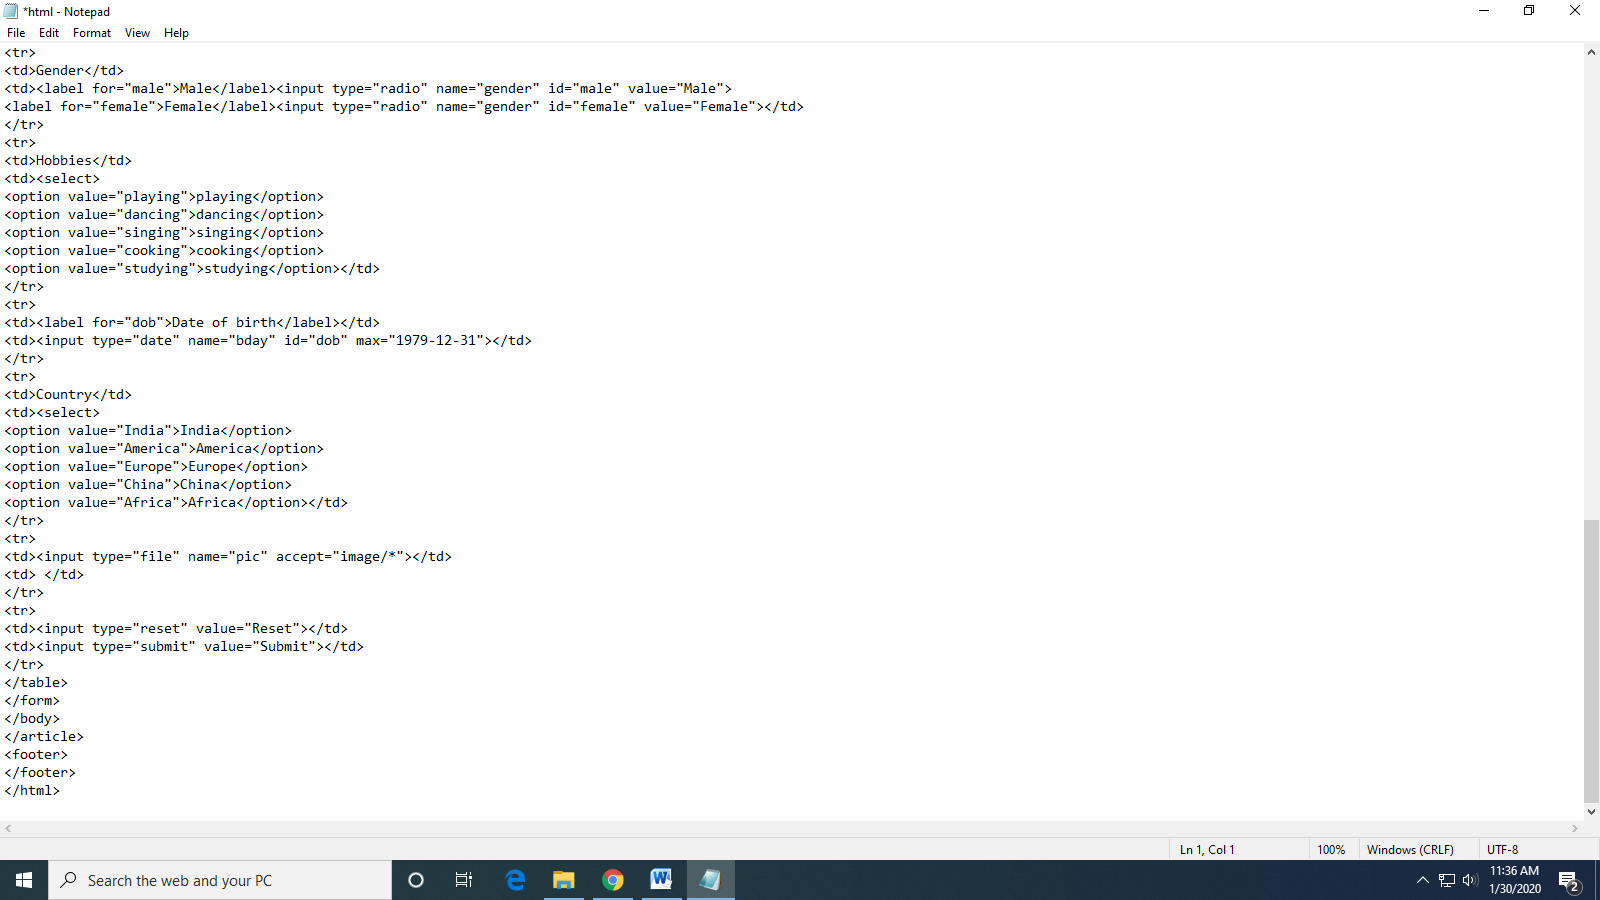 *html - Notepad
File Edit Format View Help
<tr>
<td>Gender</td>
<td><label for="male">Male</label><input type="radio" name="gender" id="male" value="Male">
<label for="female">Female</label><input type="radio" name="gender" id="female" value="Female"></td>
</tr>
<tr>
<td>Hobbies</td>
<td><select>
<option value="playing">playing</option>
<option value="dancing">dancing</option>
<option value="singing">singing</option>
<option value="cooking">cooking</option>
<option value="studying">studying</option></td>
</tr>
<tr>
<td><label for="dob">Date of birth</label></td>
<td><input type="date" name="bday" id="dob" max="1979-12-31"></td>
</tr>
<tr>
<td>Country</td>
<td><select>
<option value="India">India</option>
<option value="America">America</option>
<option value="Europe">Europe</option>
<option value="China">China</option>
<option value="Africa">Africa</option></td>
</tr>
<tr>
<td><input type="file" name="pic" accept="image/*"></td>
<td> </td>
</tr>
<tr>
<td><input type="reset" value="Reset"></td>
<td><input type="submit" value="Submit"></td>
</tr>
</table>
</form>
</body>
</article>
<footer>
</footer>
</html>
Ln 1, Col 1 100% Windows (CRLF) UTF-8
Search the web and your PC
11:36 AM
1/30/2020
2